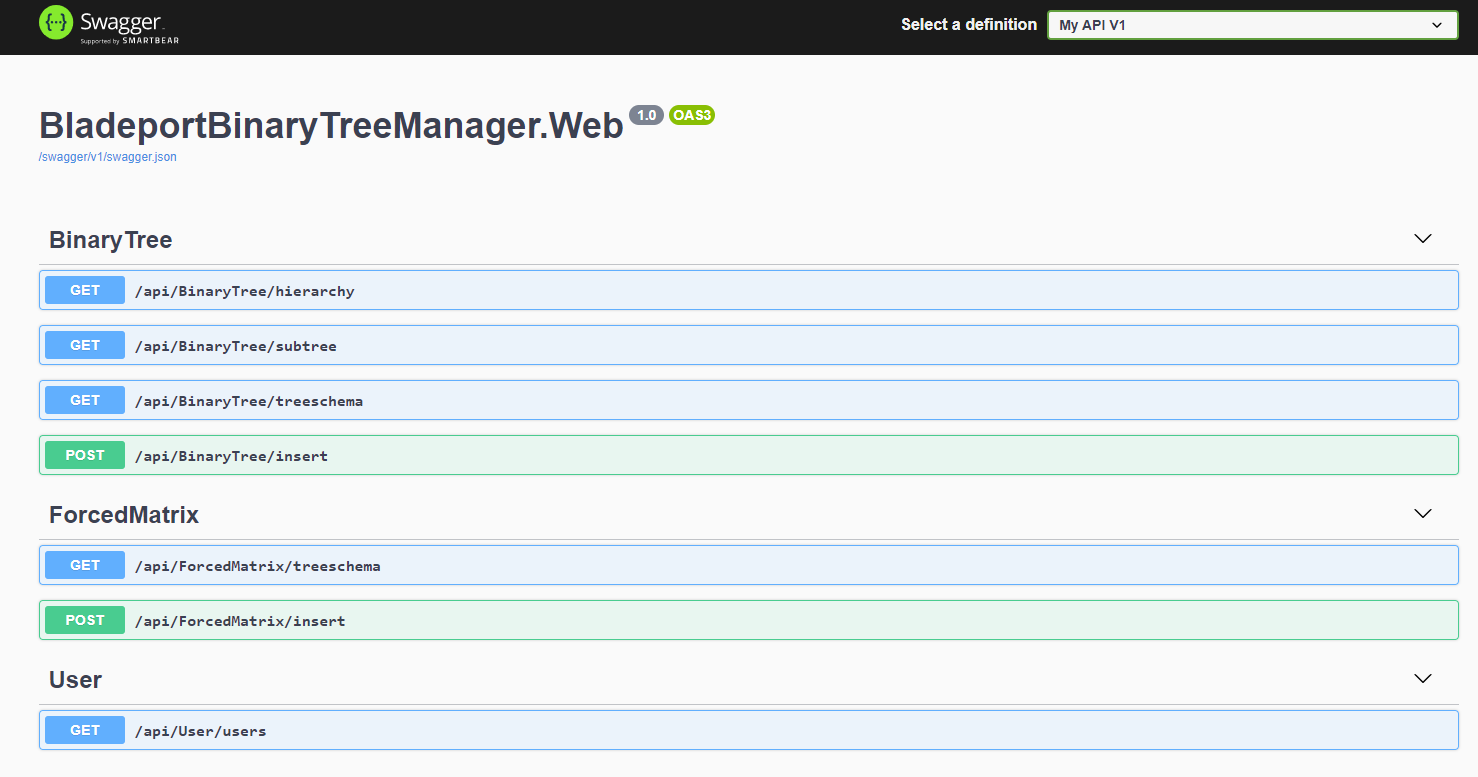 Swagger
Supported by SMARTBEAR
Select a definition
My API V1
BladeportBinaryTreeManager.Web 1.0 OAS3
/swagger/v1/swagger.json
BinaryTree
GET /api/BinaryTree/hierarchy
GET /api/BinaryTree/subtree
GET /api/BinaryTree/treeschema
POST /api/BinaryTree/insert
ForcedMatrix
GET /api/ForcedMatrix/treeschema
POST /api/ForcedMatrix/insert
User
GET /api/User/users